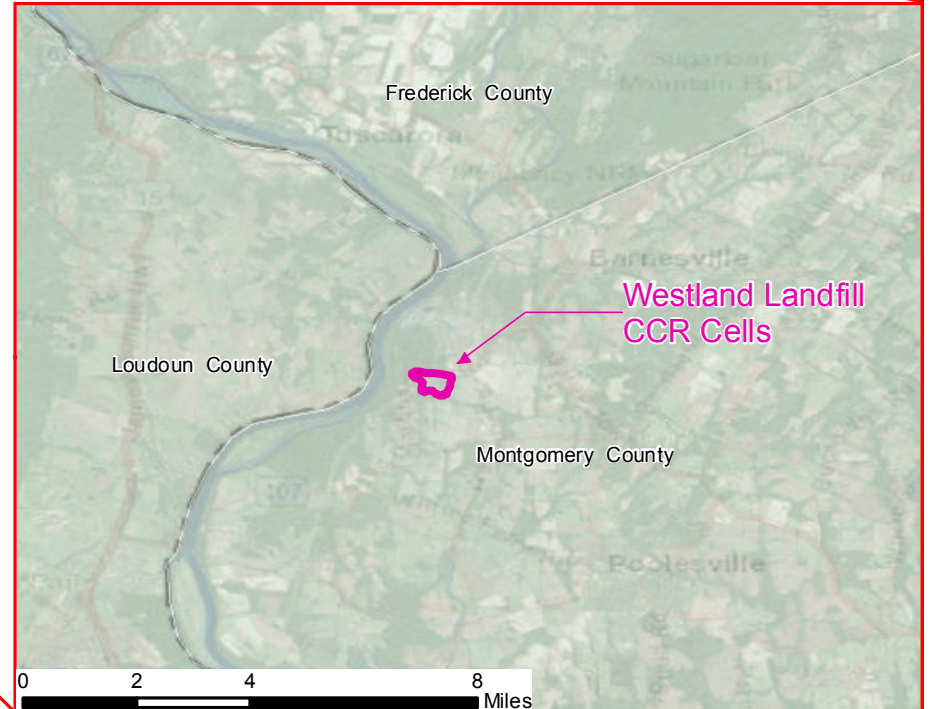 Frederick County
Sugarloaf
Mountain Park
Tuscarora
15
Barnesville
Westland Landfill
CCR Cells
Loudoun County
Montgomery County
107
Poolesville
0 2 4 8
Miles